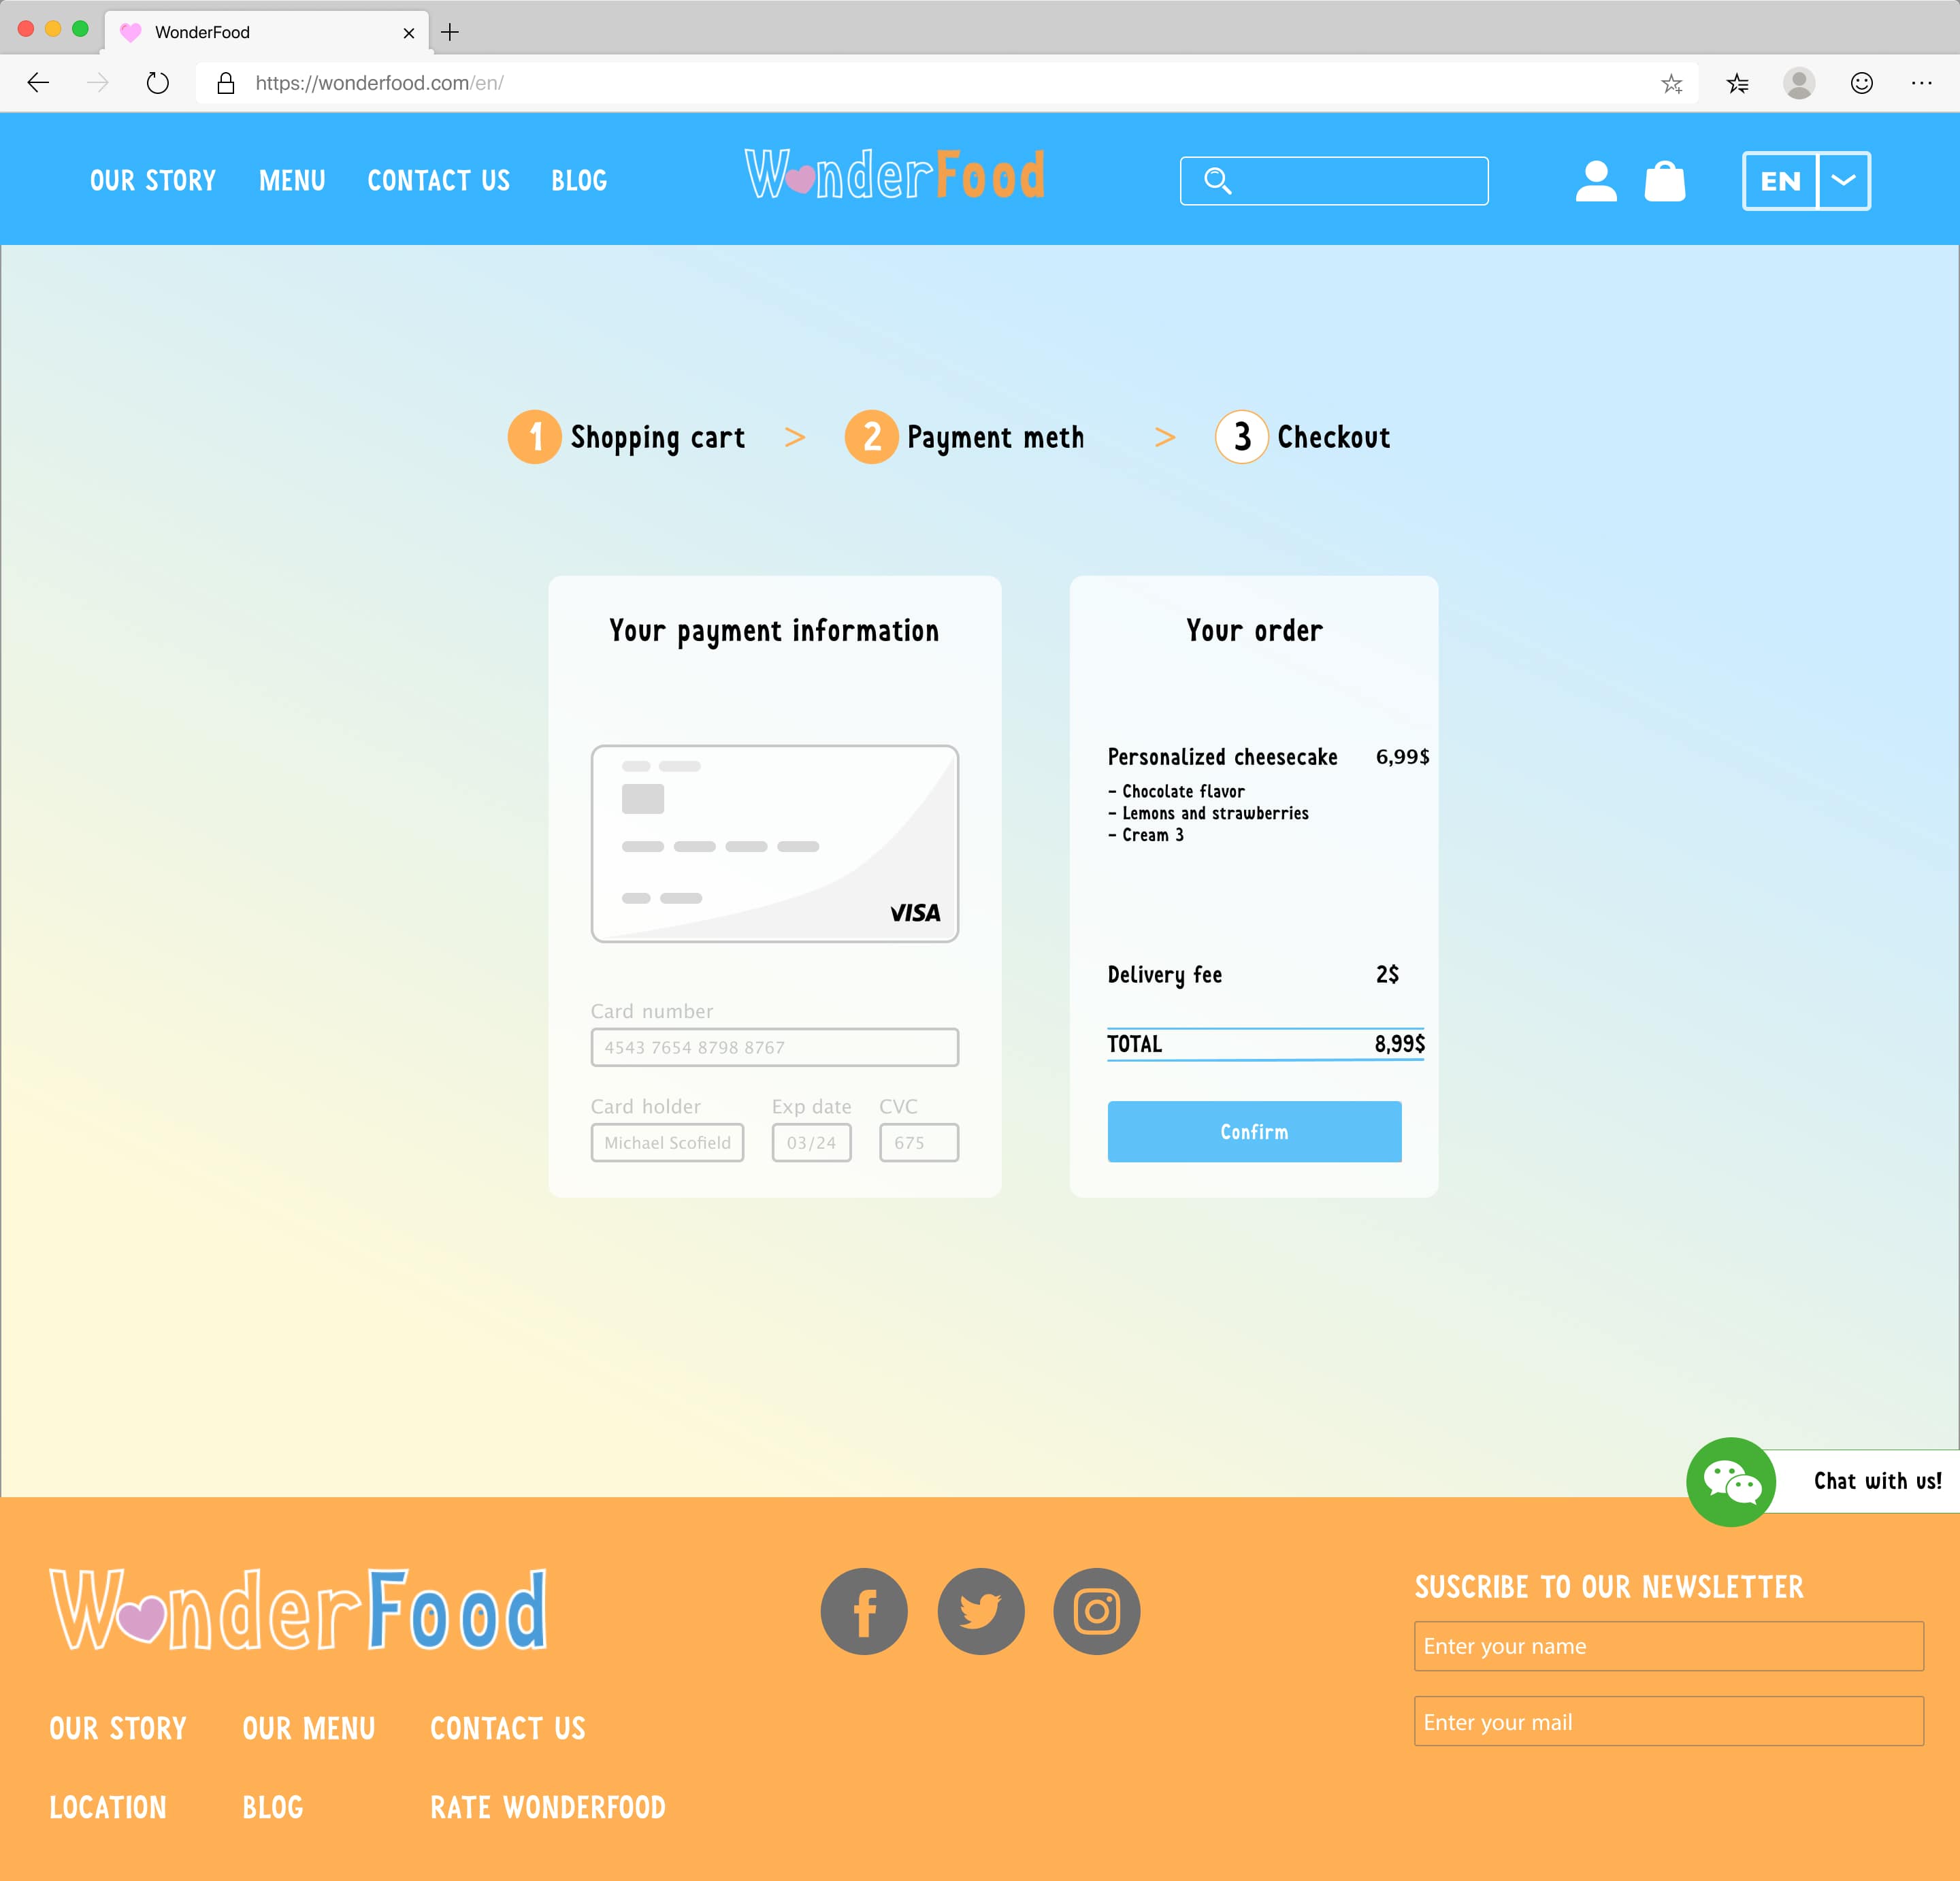 WonderFood
https://wonderfood.com/en/
OUR STORY MENU CONTACT US BLOG WonderFood EN
1 Shopping cart > 2 Payment meth > 3 Checkout
Your payment information
VISA
Card number
4543 7654 8798 8767
Card holder Exp date CVC
Michael Scofield 03/24 675
Your order
Personalized cheesecake 6,99$
- Chocolate flavor
- Lemons and strawberries
- Cream 3
Delivery fee 2$
TOTAL 8,99$
Confirm
Chat with us!
WonderFood
OUR STORY OUR MENU CONTACT US
LOCATION BLOG RATE WONDERFOOD
SUSCRIBE TO OUR NEWSLETTER
Enter your name
Enter your mail